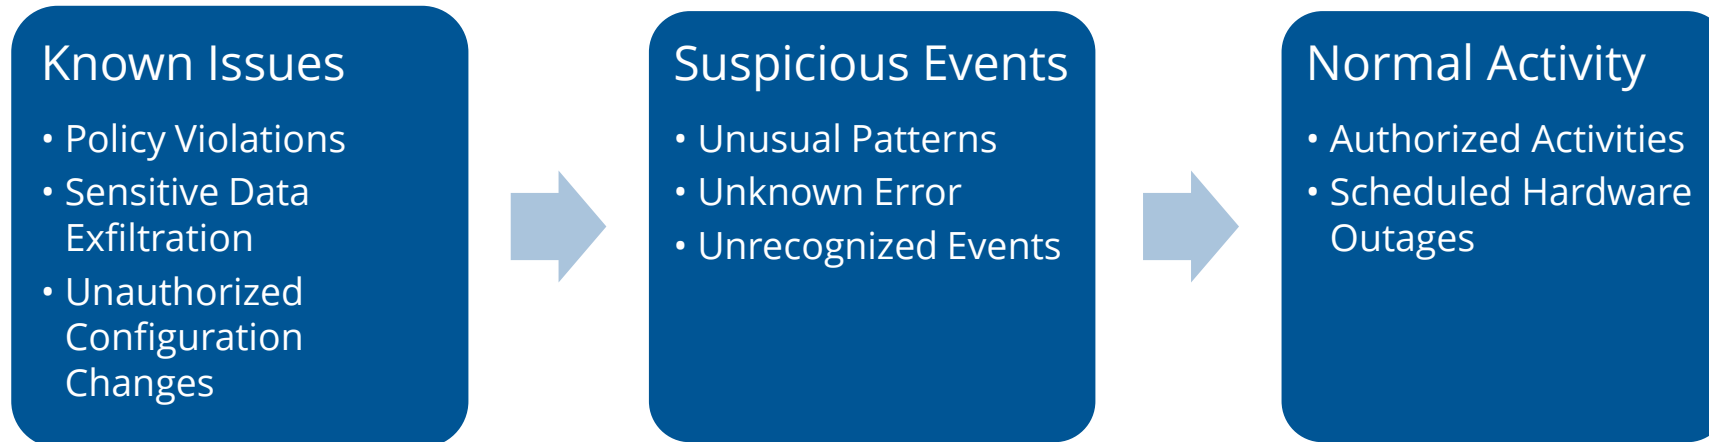 Known Issues
• Policy Violations
• Sensitive Data
Exfiltration
• Unauthorized
Configuration
Changes
Suspicious Events
• Unusual Patterns
• Unknown Error
• Unrecognized Events
Normal Activity
• Authorized Activities
• Scheduled Hardware
Outages